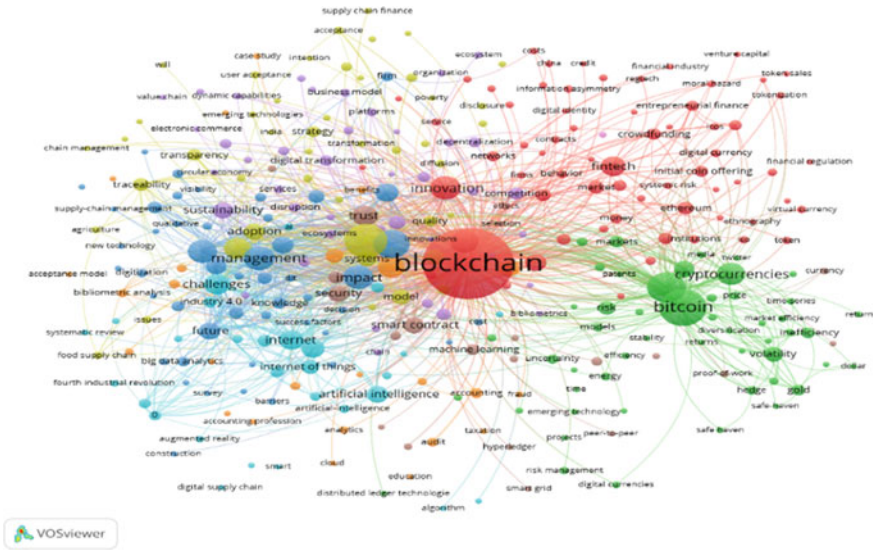 supply chain finance
acceptance
costs
case study
intention
ecosystem
china
credit
venture capital
will
user acceptance
firm
organization
financial industry
regtech
moral hazard
token sales
value chain
dynamic capabilities
business model
poverty
information asymmetry
tokenization
emerging technologies
platforms
disclosure
digital identity
entrepreneurial finance
electronic commerce
india
strategy
service
contracts
crowdfunding
chain management
transformation
decentralization
transparency
digital transformation
diffusion
networks
digital currency
circular economy
firms
behavior
fintech
financial regulation
traceability
visibility
services
benefits
innovation
competition
market
initial coin offering
systemic risk
supply-chain management
sustainability
disruption
trust
quality
selection
money
ethereum
virtual currency
qualitative
ethnography
agriculture
adoption
ecosystems
innovations
markets
institutions
token
new technology
systems
media
twitter
management
blockchain
acceptance model
digitization
impact
patents
cryptocurrencies
currency
challenges
security
bibliometric analysis
industry 4.0
knowledge
decision
model
risk
bitcoin
price
time-series
issues
success factors
bibliometrics
market efficiency
return
future
smart contract
cost
models
diversification
inefficiency
systematic review
internet
stability
returns
food supply chain
chain
machine learning
efficiency
volatility
big data analytics
internet of things
uncertainty
proof-of-work
dollar
fourth industrial revolution
energy
survey
barriers
artificial intelligence
accounting
fraud
time
hedge
gold
artificial-intelligence
safe-haven
accounting profession
emerging technology
analytics
taxation
augmented reality
audit
projects
peer-to-peer
safe haven
construction
hyperledger
smart
cloud
education
risk management
digital supply chain
distributed ledger technologie
smart grid
digital currencies
algorithm
VOSviewer